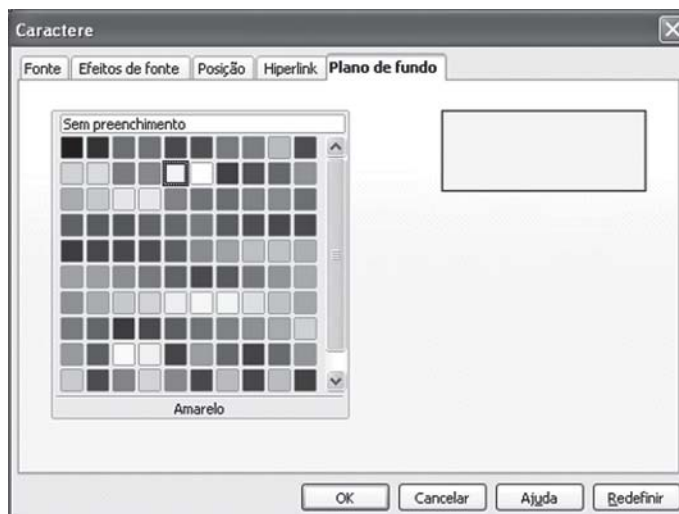 Caractere
Fonte Efeitos de fonte Posição Hiperlink Plano de fundo
Sem preenchimento
Amarelo
OK Cancelar Ajuda Redefinir